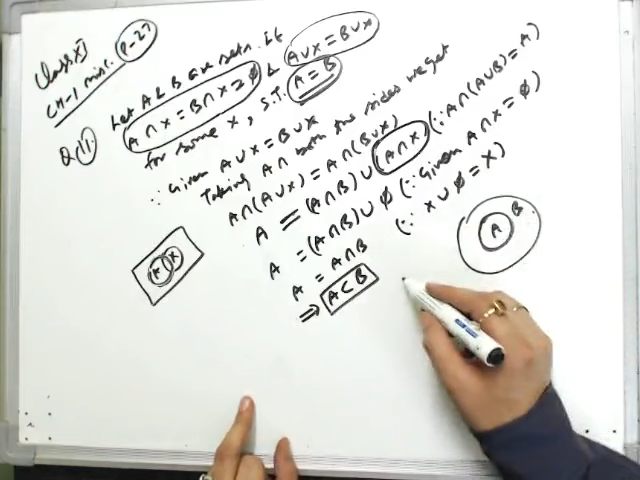 Class XI
CH-1 misc. P-27
Q 11. Let A & B are sets. If
A∩X = B∩X = ∅ & A∪X = B∪X
for some X, S.T. A = B
∵ Given A∪X = B∪X
Taking A∩ both the sides we get
A∩(A∪X) = A∩(B∪X)
A = (A∩B) ∪ (A∩X) (∵ A∩(A∪B) = A)
A = (A∩B) ∪ ∅ (∵ Given A∩X = ∅)
A = A∩B (∵ X ∪ ∅ = X)
⇒ A ⊂ B
A X
A B